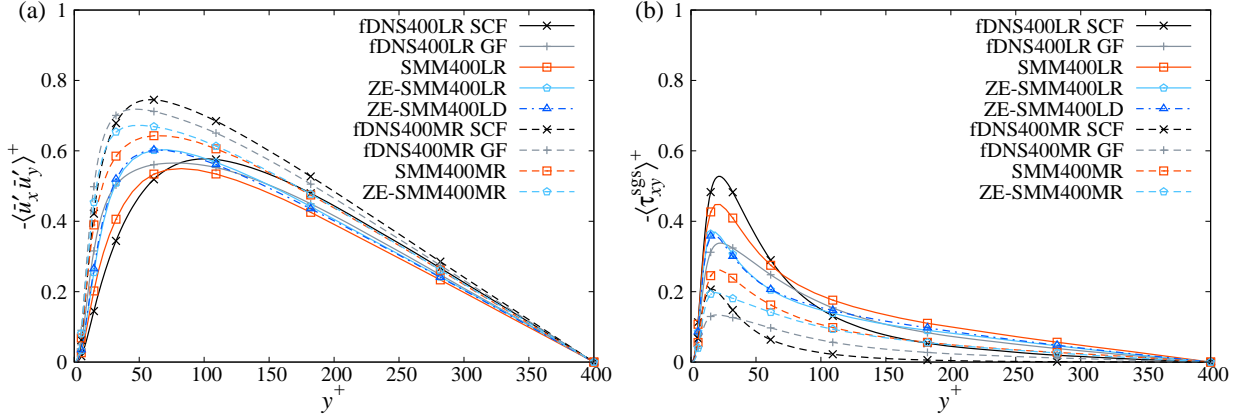 (a)
1
0.8
0.6
0.4
0.2
0
-⟨ū′ₓ ū′ᵧ⟩⁺
fDNS400LR SCF
fDNS400LR GF
SMM400LR
ZE-SMM400LR
ZE-SMM400LD
fDNS400MR SCF
fDNS400MR GF
SMM400MR
ZE-SMM400MR
0 50 100 150 200 250 300 350 400
y⁺
(b)
1
0.8
0.6
0.4
0.2
0
-⟨τ_xy^sgs⟩⁺
fDNS400LR SCF
fDNS400LR GF
SMM400LR
ZE-SMM400LR
ZE-SMM400LD
fDNS400MR SCF
fDNS400MR GF
SMM400MR
ZE-SMM400MR
0 50 100 150 200 250 300 350 400
y⁺